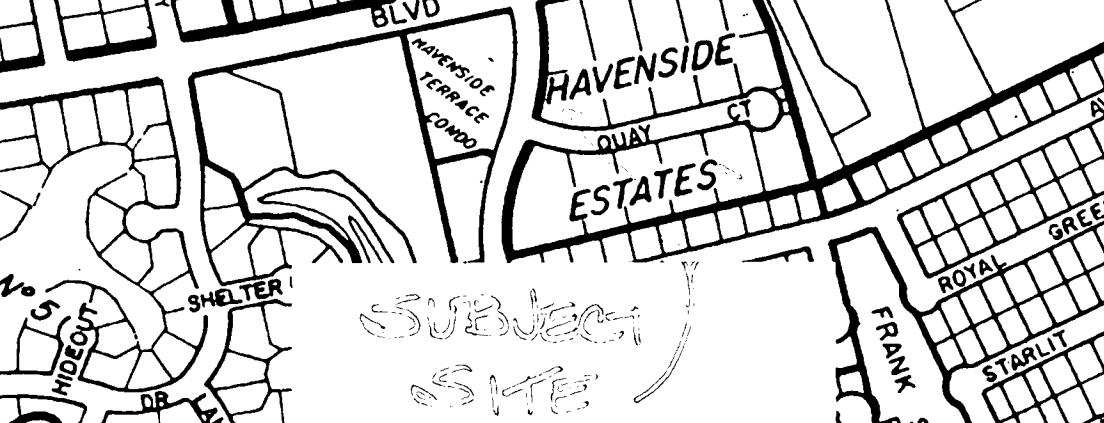 BLVD
HAVENSIDE
TERRACE
CONDO
HAVENSIDE
QUAY CT
ESTATES
No 5
HIDEOUT
SHELTER
DR
SUBJECT
SITE
FRANK
ROYAL
GREE
STARLIT